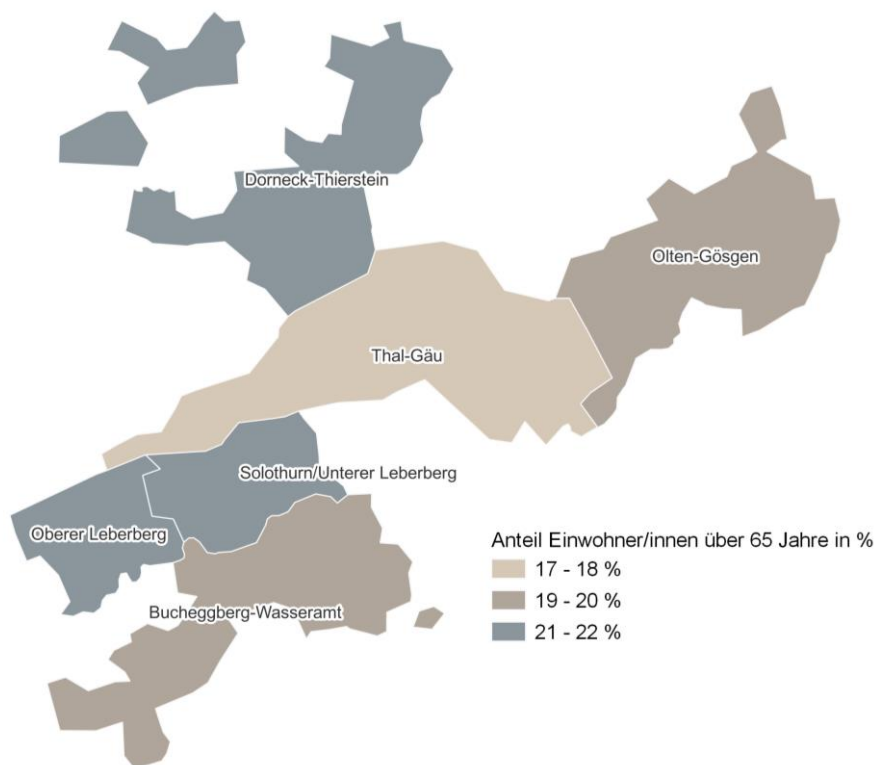 Dorneck-Thierstein
Olten-Gösgen
Thal-Gäu
Solothurn/Unterer Leberberg
Oberer Leberberg
Anteil Einwohner/innen über 65 Jahre in %
17 - 18 %
19 - 20 %
21 - 22 %
Bucheggberg-Wasseramt